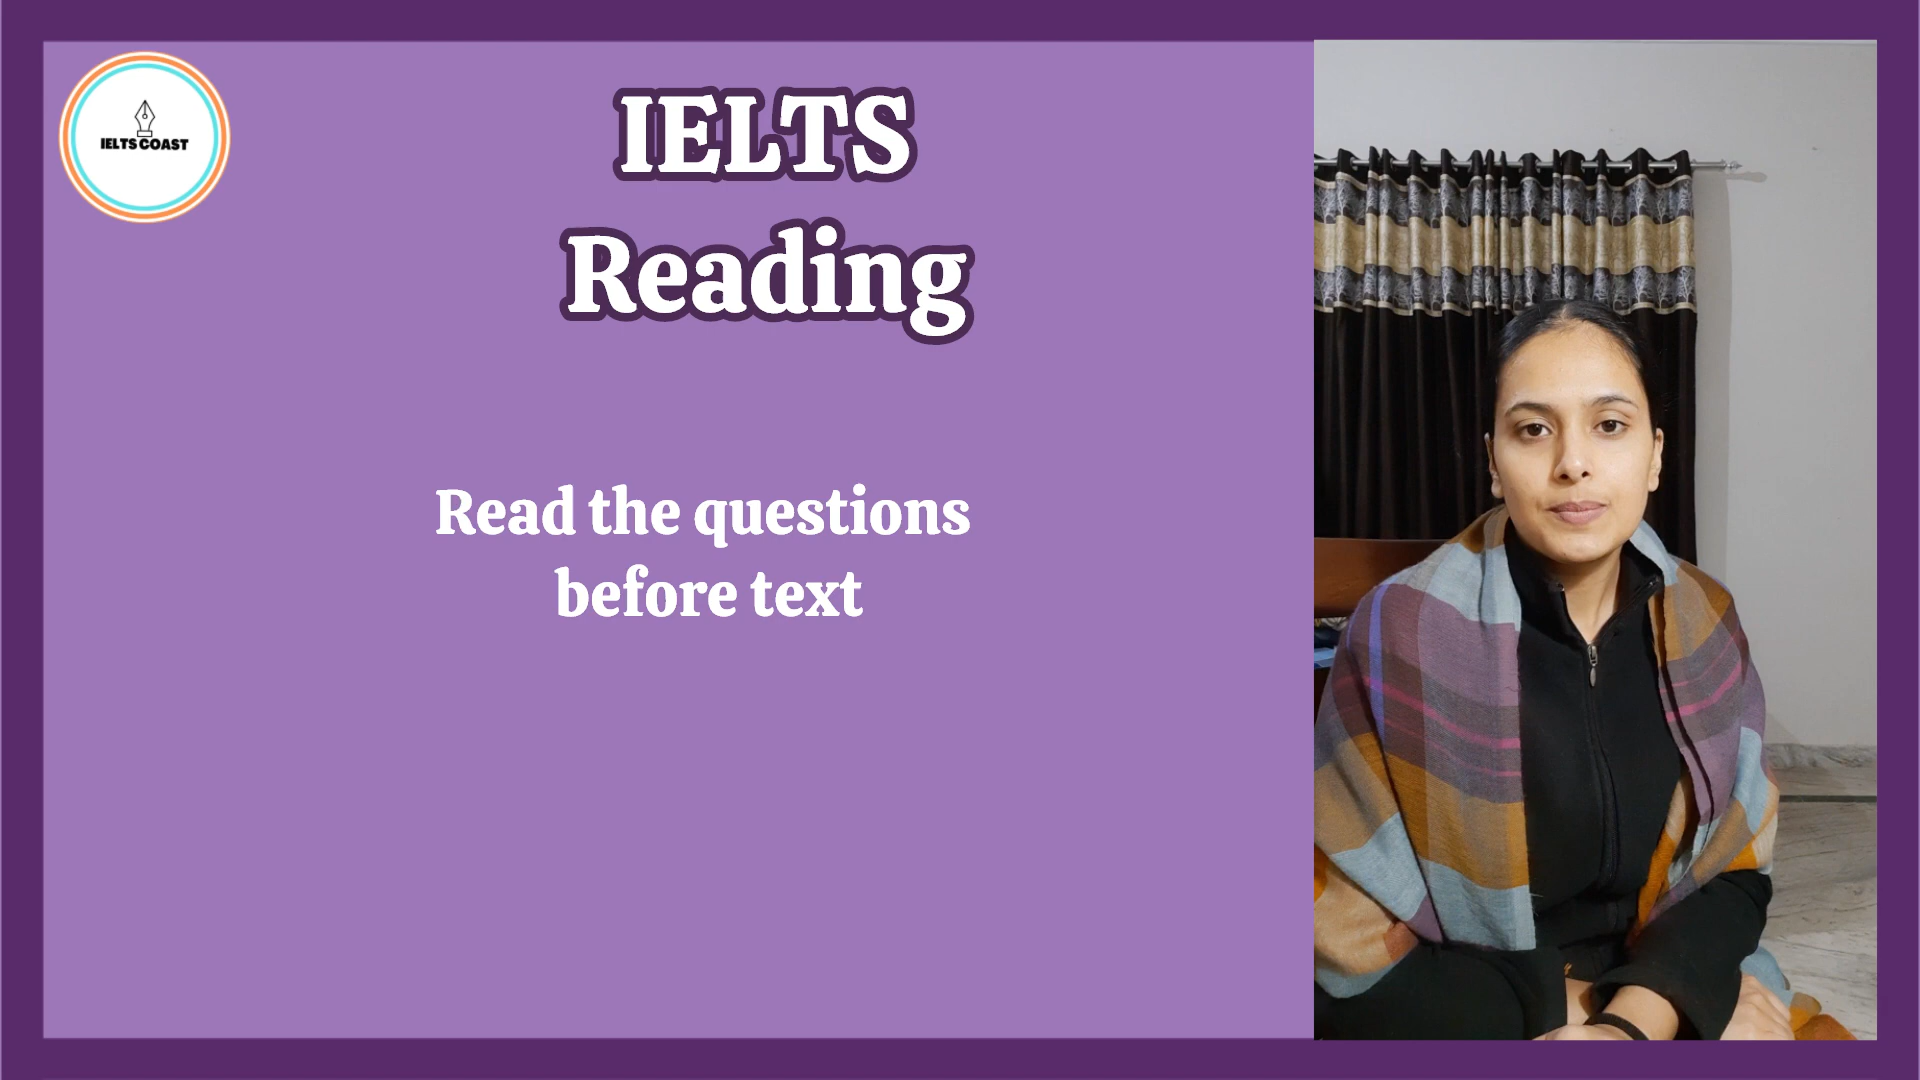 IELTS COAST
IELTS
Reading
Read the questions
before text